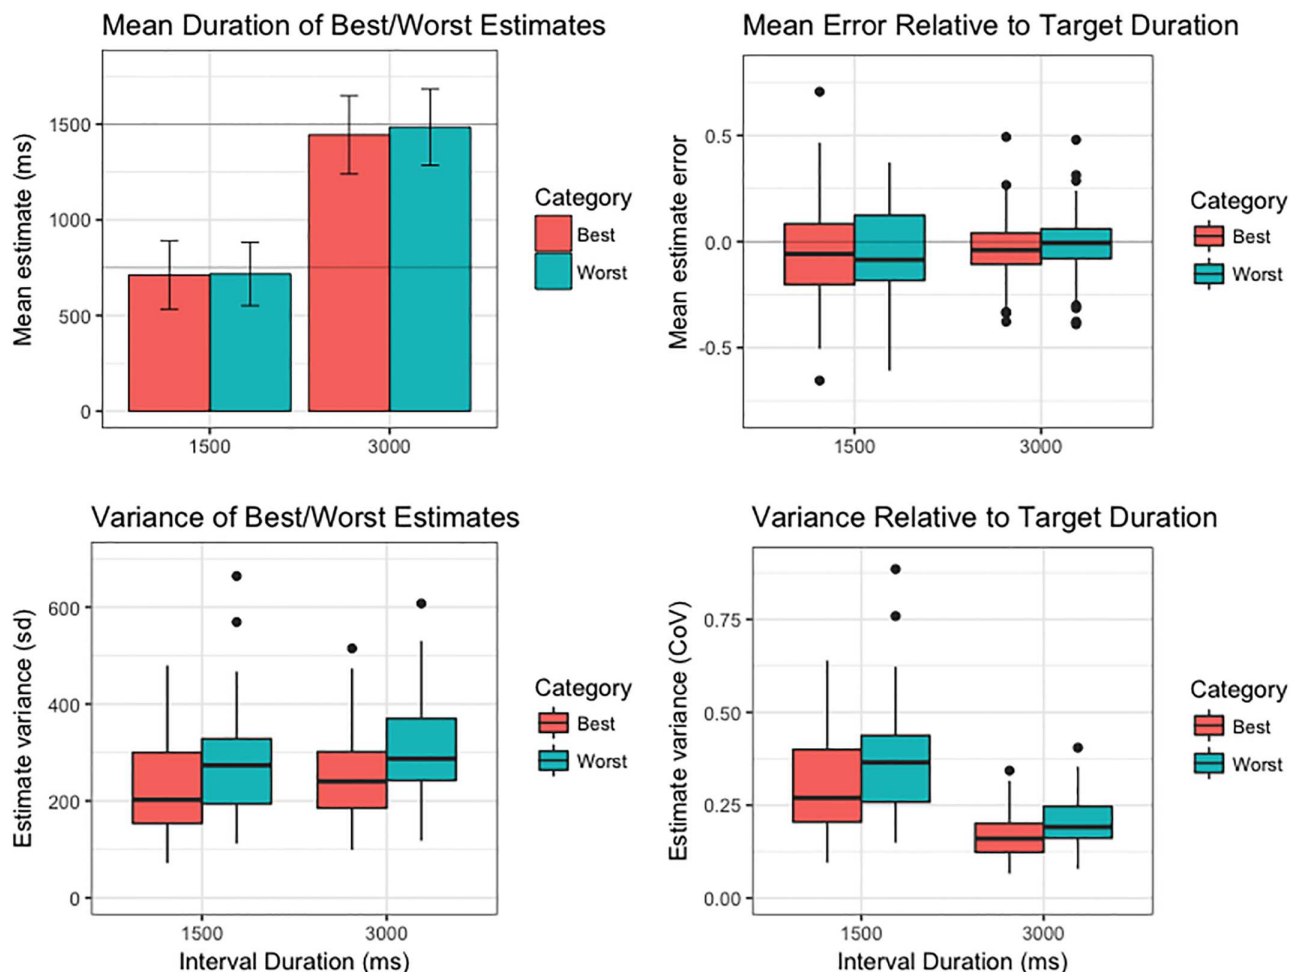 Mean Duration of Best/Worst Estimates
Mean estimate (ms)
1500
1000
500
0
1500
3000
Category
Best
Worst
Mean Error Relative to Target Duration
Mean estimate error
0.5
0.0
-0.5
1500
3000
Category
Best
Worst
Variance of Best/Worst Estimates
Estimate variance (sd)
600
400
200
0
1500
3000
Interval Duration (ms)
Category
Best
Worst
Variance Relative to Target Duration
Estimate variance (CoV)
0.75
0.50
0.25
0.00
1500
3000
Interval Duration (ms)
Category
Best
Worst